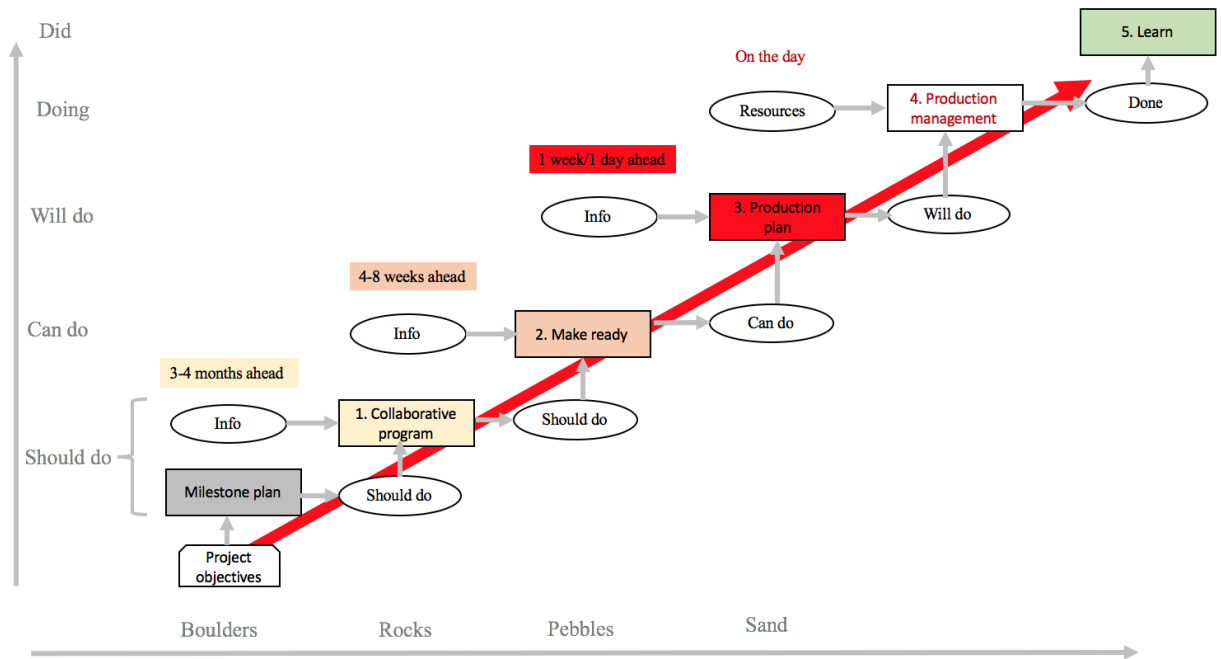 Did
5. Learn
On the day
Doing
Resources
4. Production
management
Done
1 week/1 day ahead
Will do
Info
3. Production
plan
Will do
4-8 weeks ahead
Can do
Info
2. Make ready
Can do
3-4 months ahead
Info
1. Collaborative
program
Should do
Should do
Milestone plan
Should do
Project
objectives
Boulders
Rocks
Pebbles
Sand